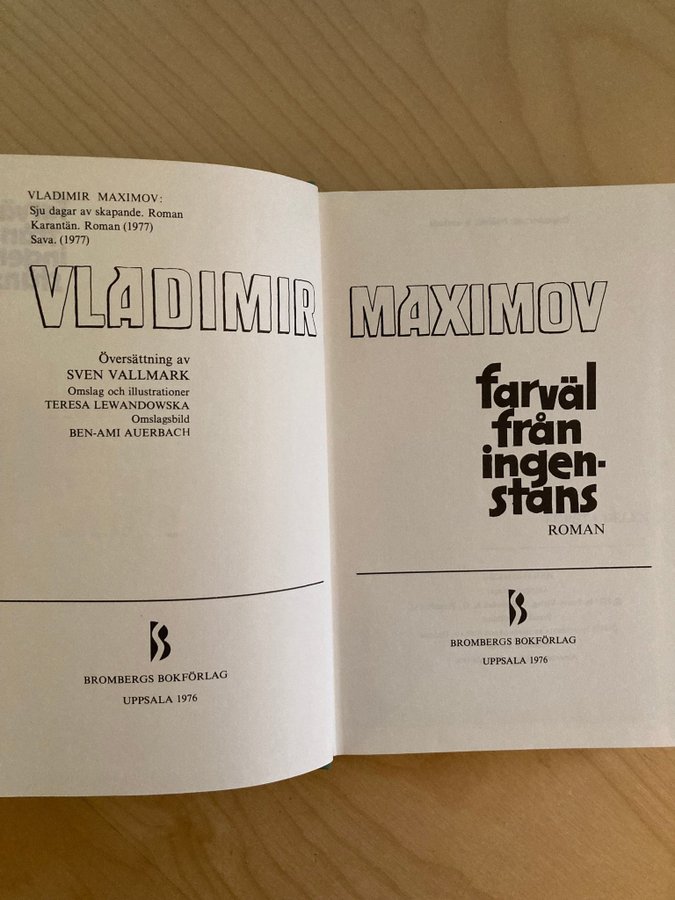 VLADIMIR MAXIMOV:
Sju dagar av skapande. Roman
Karantän. Roman (1977)
Sava. (1977)
VLADIMIR MAXIMOV
Översättning av
SVEN VALLMARK
Omslag och illustrationer
TERESA LEWANDOWSKA
Omslagsbild
BEN-AMI AUERBACH
BROMBERGS BOKFÖRLAG
UPPSALA 1976
farväl
från
ingen-
stans
ROMAN
BROMBERGS BOKFÖRLAG
UPPSALA 1976